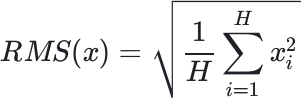 RMS(x) = \sqrt{\frac{1}{H} \sum_{i=1}^{H} x_i^2}